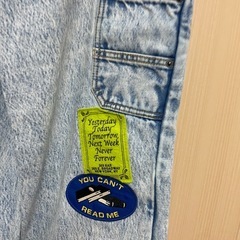 Yesterday
Today
Tomorrow,
Next Week
Never
Forever
YOU CAN'T
READ ME